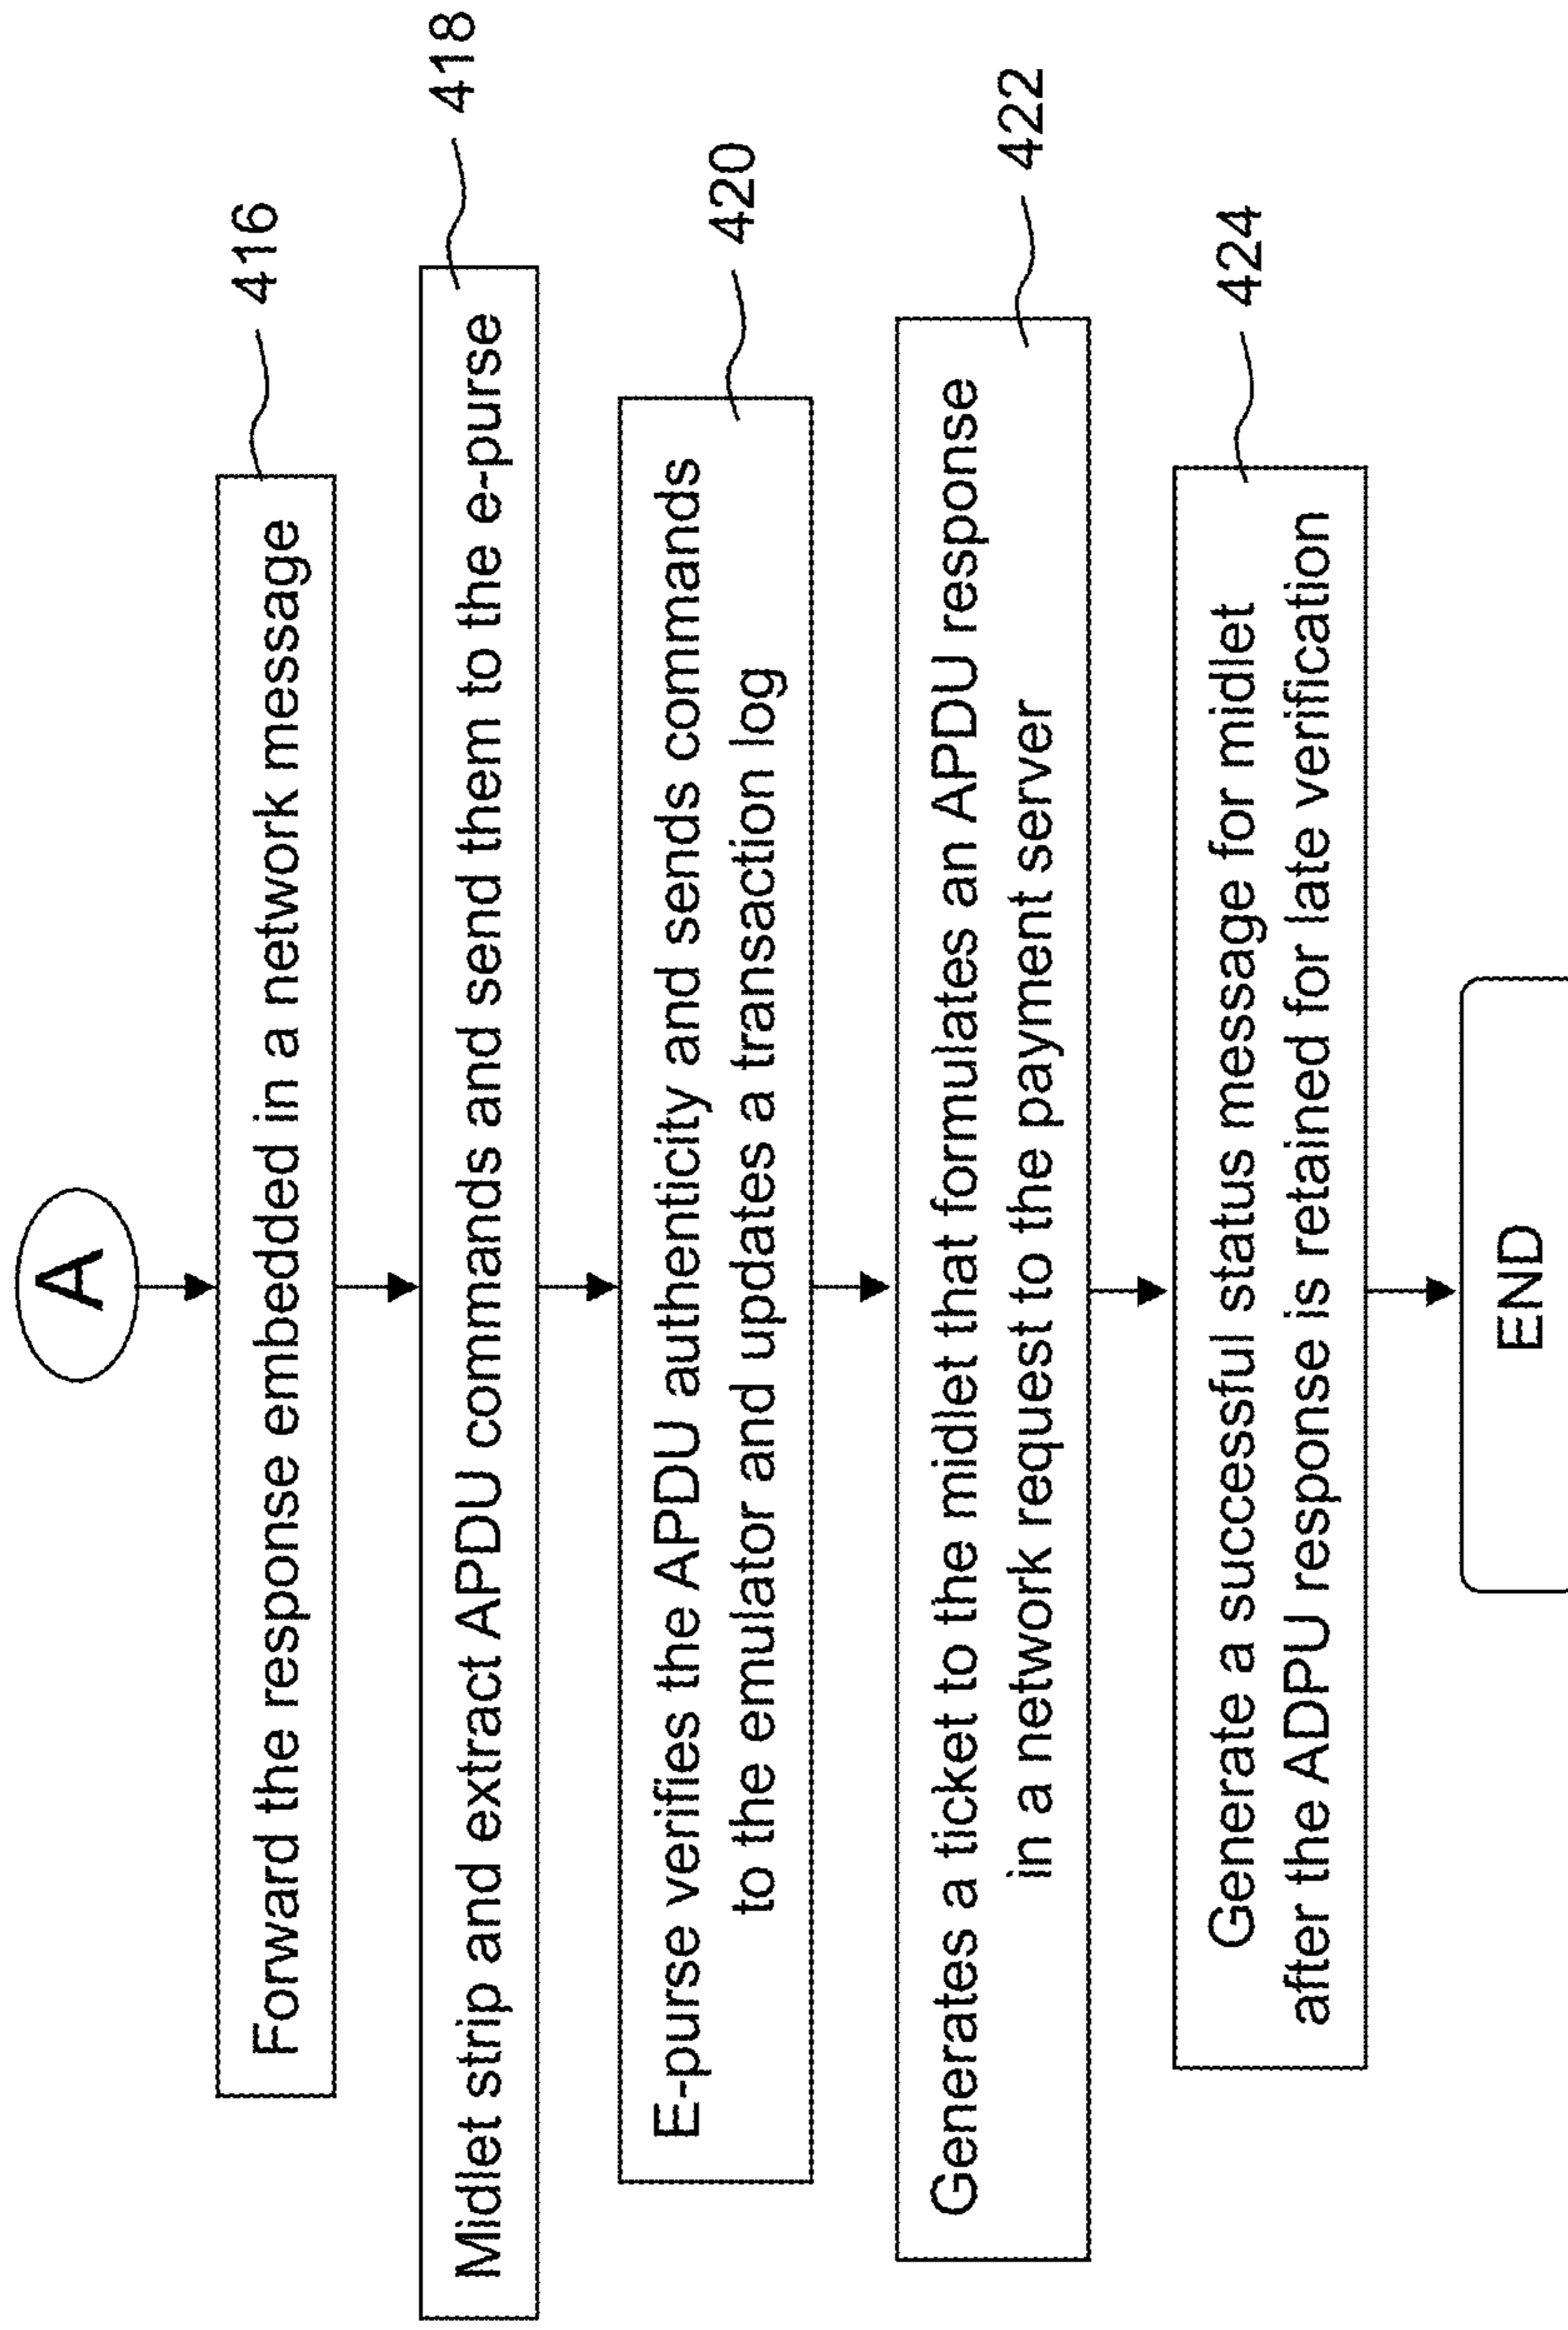 A
Forward the response embedded in a network message
416
Midlet strip and extract APDU commands and send them to the e-purse
418
E-purse verifies the APDU authenticity and sends commands
to the emulator and updates a transaction log
420
Generates a ticket to the midlet that formulates an APDU response
in a network request to the payment server
422
Generate a successful status message for midlet
after the ADPU response is retained for late verification
424
END